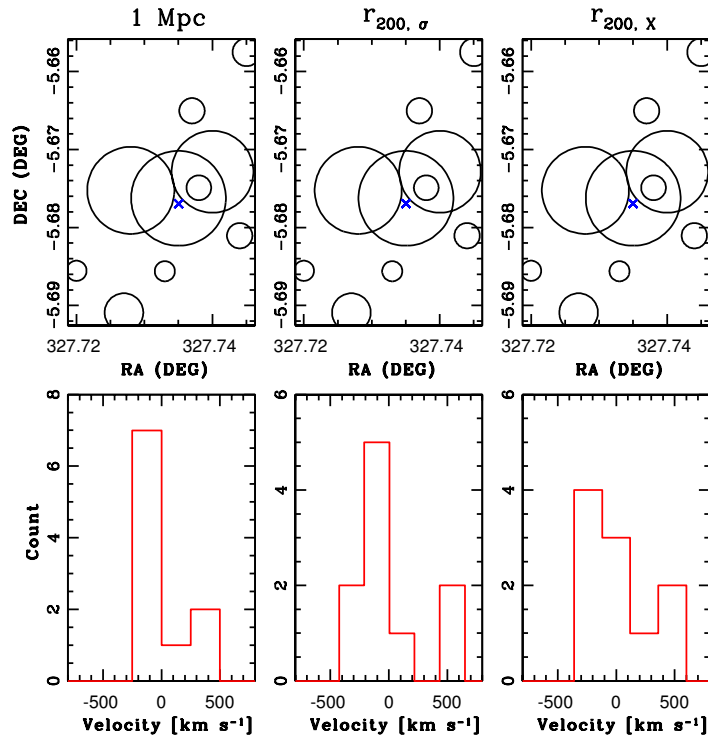 1 Mpc
r200, σ
r200, X
DEC (DEG)
−5.66
−5.67
−5.68
−5.69
−5.66
−5.67
−5.68
−5.69
−5.66
−5.67
−5.68
−5.69
327.72 327.74
327.72 327.74
327.72 327.74
RA (DEG)
RA (DEG)
RA (DEG)
Count
8
6
4
2
0
6
4
2
0
6
4
2
0
-500 0 500
-500 0 500
-500 0 500
Velocity [km s⁻¹]
Velocity [km s⁻¹]
Velocity [km s⁻¹]